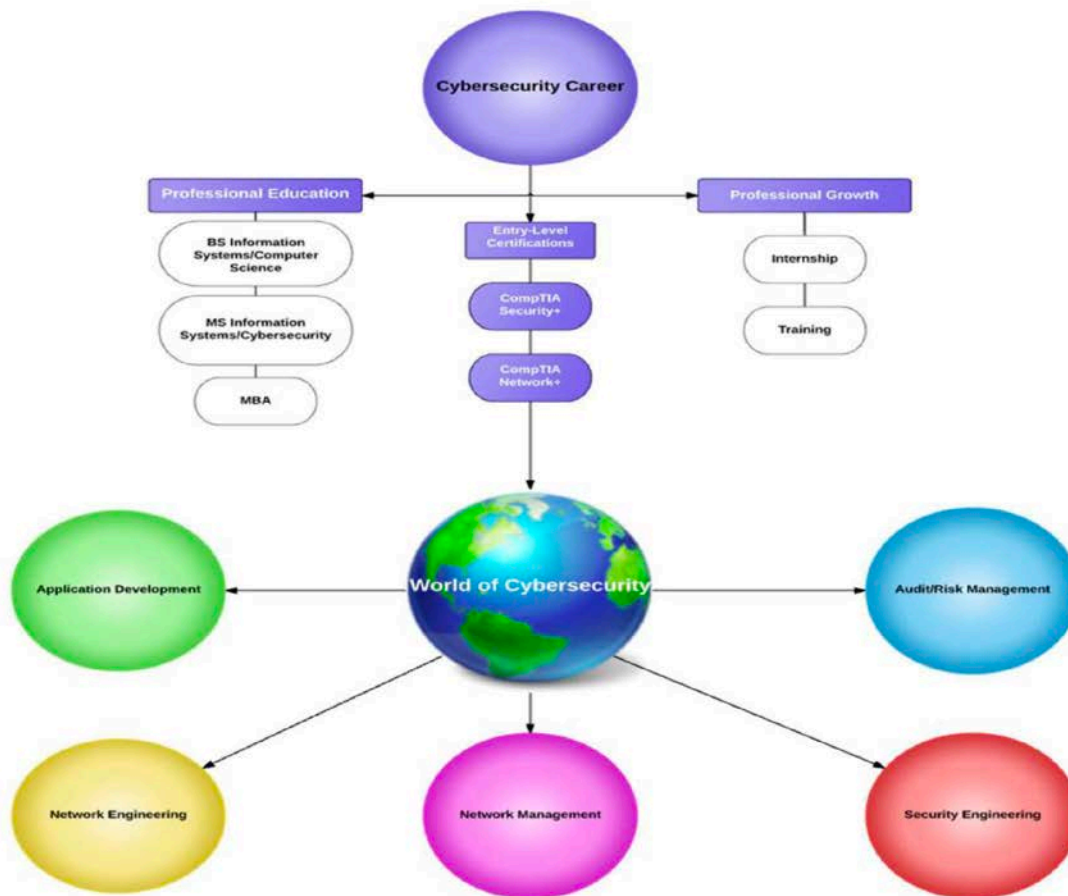 Cybersecurity Career
Professional Education
Professional Growth
Entry-Level
Certifications
BS Information
Systems/Computer
Science
Internship
CompTIA
Security+
MS Information
Systems/Cybersecurity
Training
CompTIA
Network+
MBA
World of Cybersecurity
Application Development
Audit/Risk Management
Network Engineering
Network Management
Security Engineering